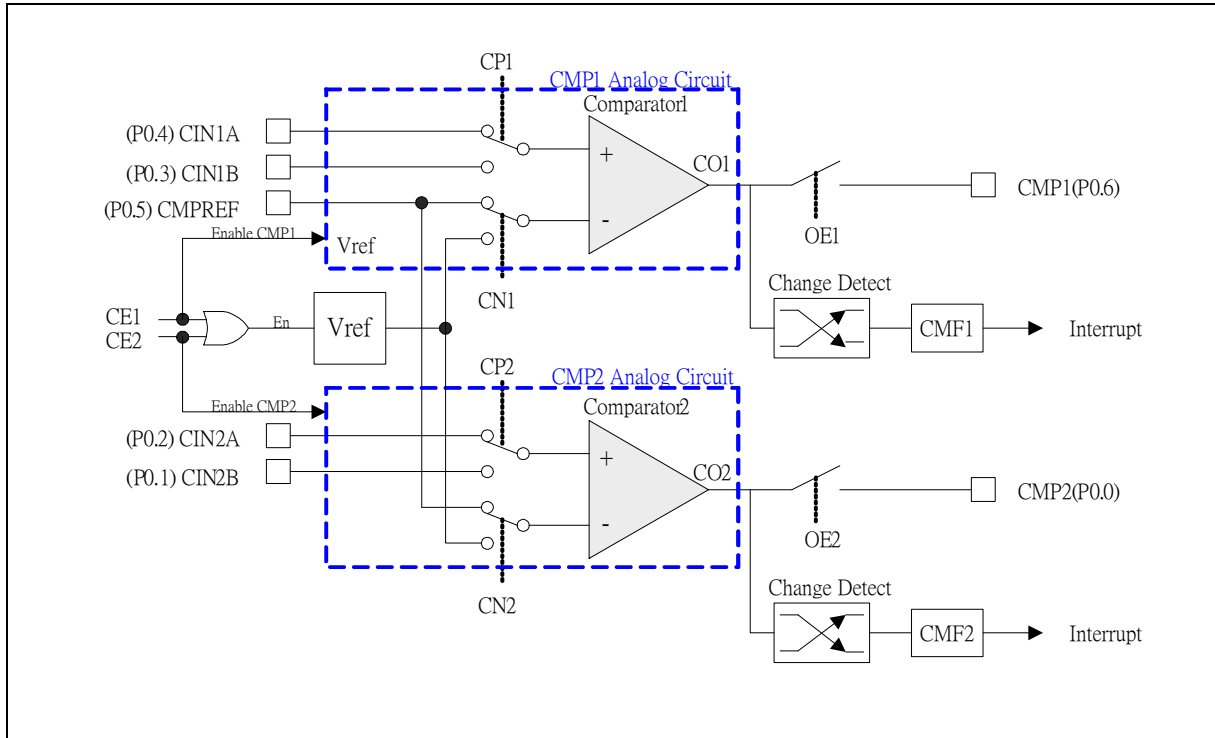 CP1
CMP1 Analog Circuit
Comparator1
(P0.4) CIN1A
+
CO1
(P0.3) CIN1B
CMP1(P0.6)
(P0.5) CMPREF
-
OE1
Enable CMP1
Vref
Change Detect
CN1
CE1
En
Vref
CMF1
Interrupt
CE2
CP2
CMP2 Analog Circuit
Enable CMP2
Comparator2
(P0.2) CIN2A
+
CO2
(P0.1) CIN2B
CMP2(P0.0)
-
OE2
Change Detect
CN2
CMF2
Interrupt